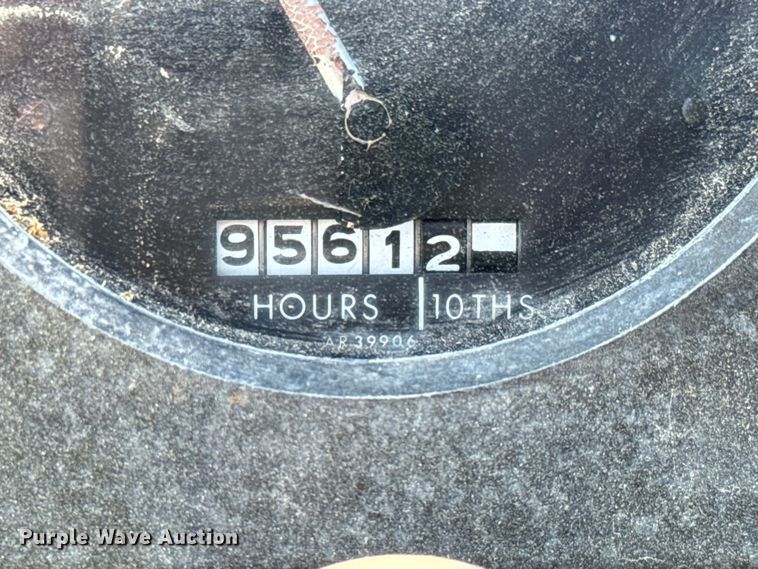 95612
HOURS 10THS
AR39906
Purple Wave Auction